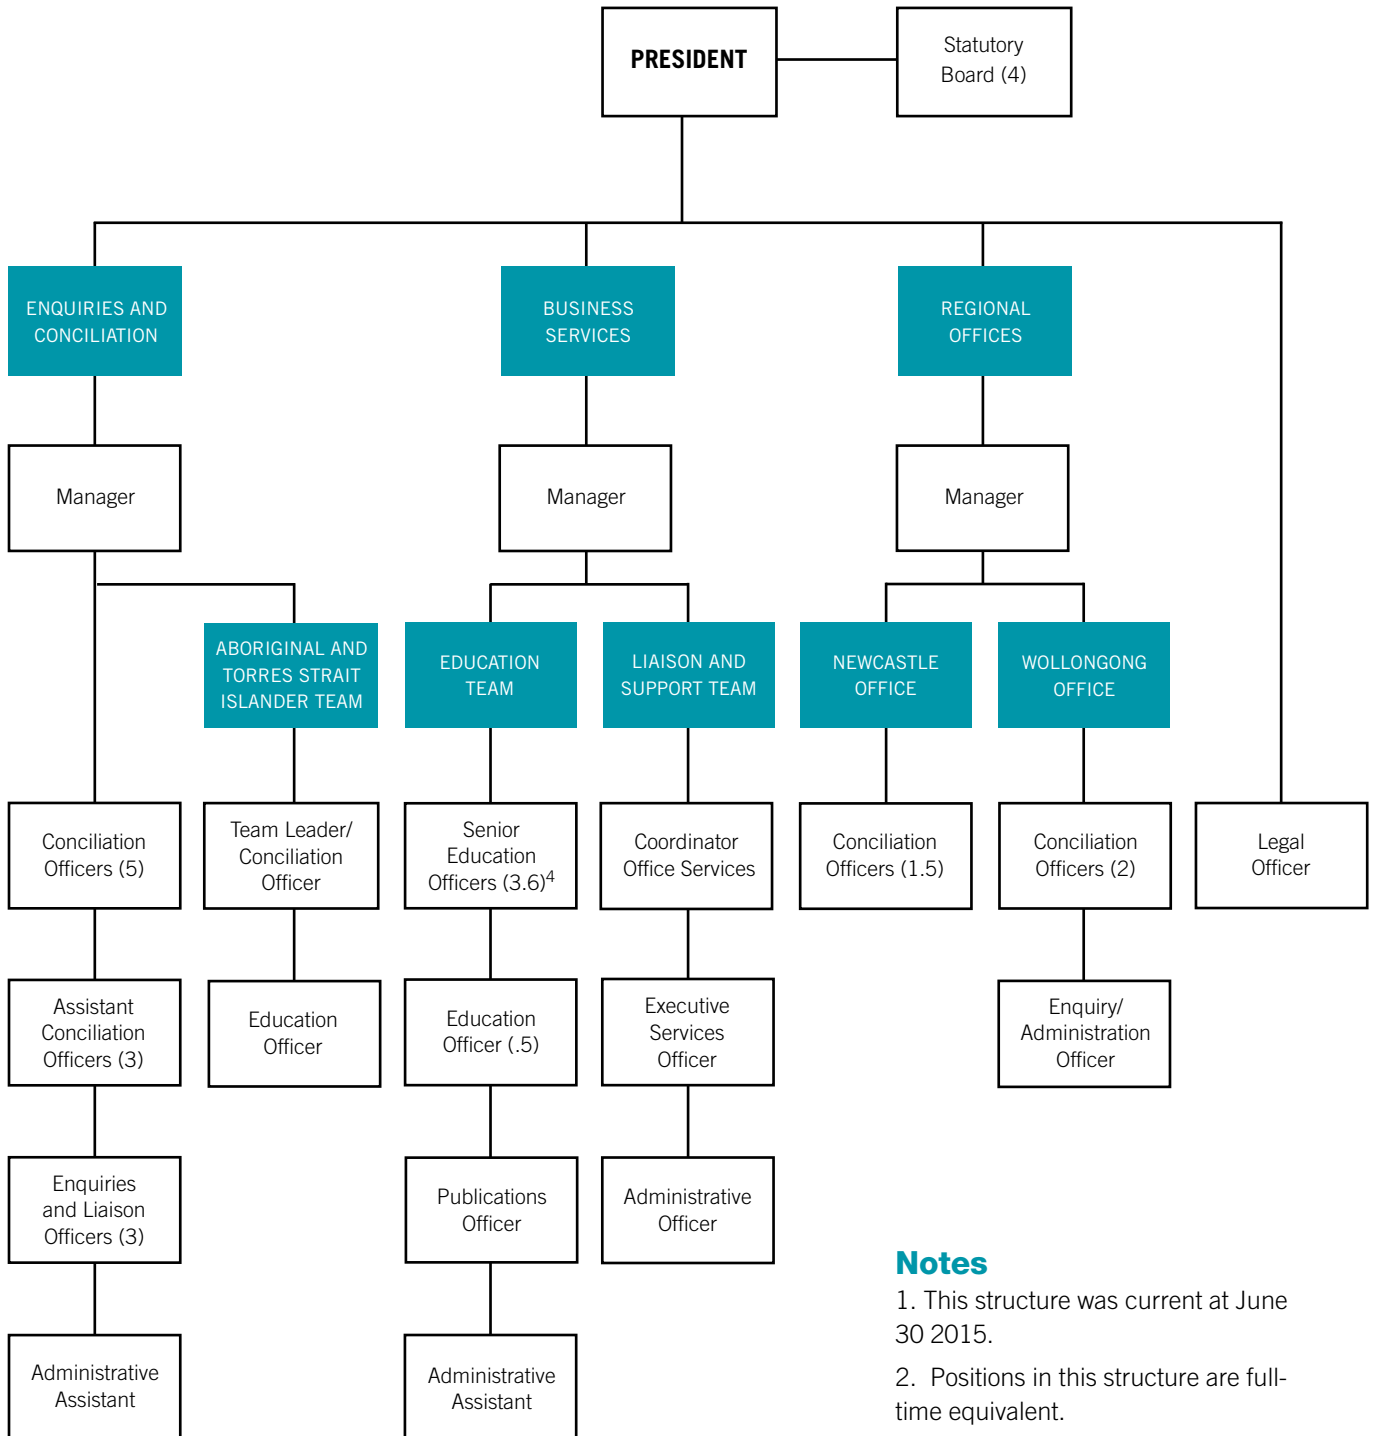 PRESIDENT
Statutory
Board (4)
ENQUIRIES AND
CONCILIATION
BUSINESS
SERVICES
REGIONAL
OFFICES
Manager
Manager
Manager
ABORIGINAL AND
TORRES STRAIT
ISLANDER TEAM
EDUCATION
TEAM
LIAISON AND
SUPPORT TEAM
NEWCASTLE
OFFICE
WOLLONGONG
OFFICE
Conciliation
Officers (5)
Team Leader/
Conciliation
Officer
Senior
Education
Officers (3.6)4
Coordinator
Office Services
Conciliation
Officers (1.5)
Conciliation
Officers (2)
Legal
Officer
Assistant
Conciliation
Officers (3)
Education
Officer
Education
Officer (.5)
Executive
Services
Officer
Enquiry/
Administration
Officer
Enquiries
and Liaison
Officers (3)
Publications
Officer
Administrative
Officer
Administrative
Assistant
Administrative
Assistant
Notes
1. This structure was current at June
30 2015.
2. Positions in this structure are full-
time equivalent.